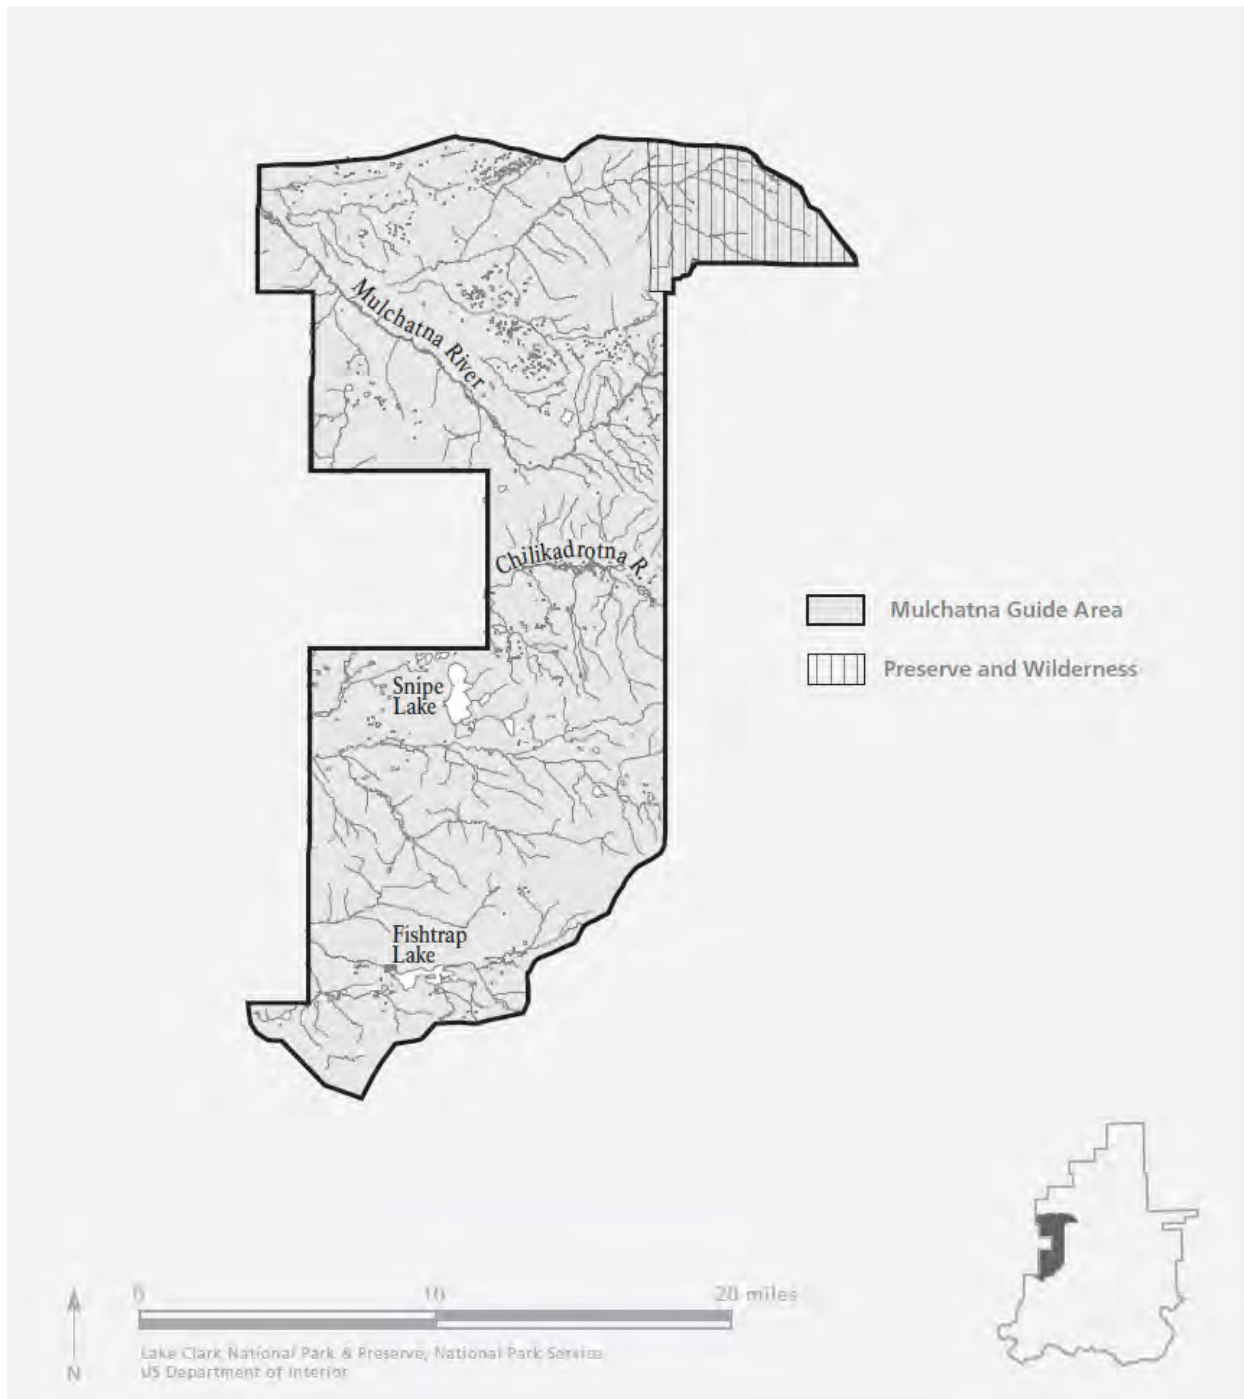 Mulchatna River
Chilikadrotna R.
Mulchatna Guide Area
Preserve and Wilderness
Snipe
Lake
Fishtrap
Lake
0 10 20 miles
Lake Clark National Park & Preserve, National Park Service
US Department of Interior
N